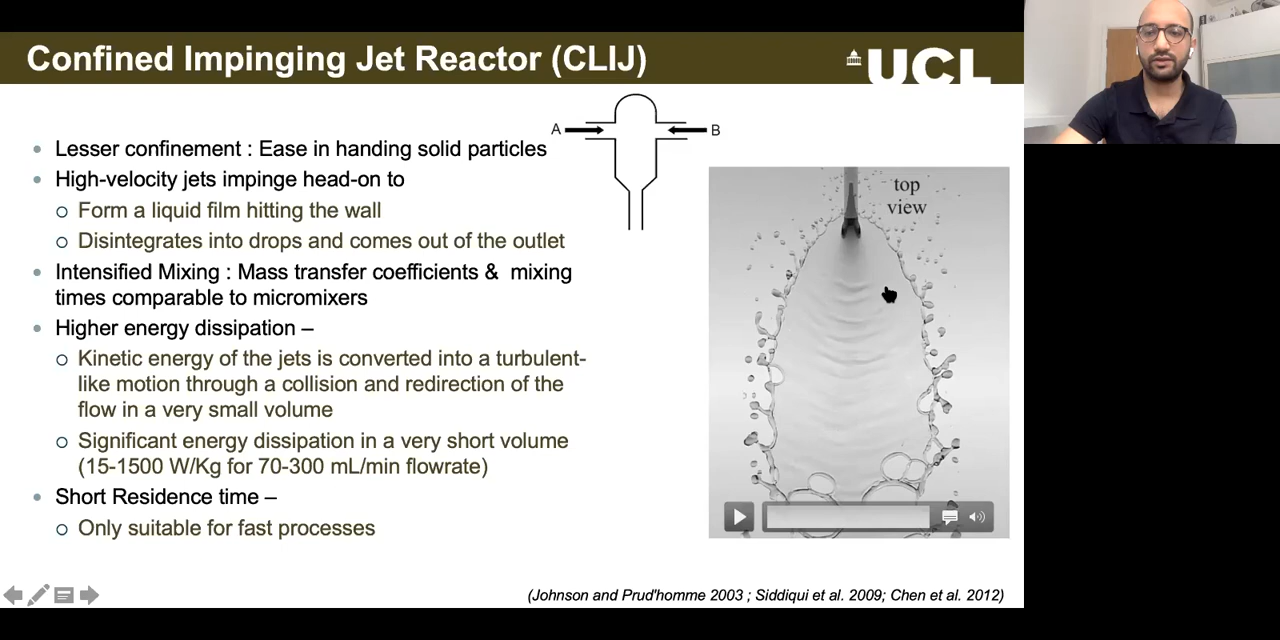 Confined Impinging Jet Reactor (CLIJ)
UCL
A
B
Lesser confinement : Ease in handing solid particles
High-velocity jets impinge head-on to
Form a liquid film hitting the wall
Disintegrates into drops and comes out of the outlet
Intensified Mixing : Mass transfer coefficients & mixing
times comparable to micromixers
Higher energy dissipation –
Kinetic energy of the jets is converted into a turbulent-
like motion through a collision and redirection of the
flow in a very small volume
Significant energy dissipation in a very short volume
(15-1500 W/Kg for 70-300 mL/min flowrate)
Short Residence time –
Only suitable for fast processes
top
view
(Johnson and Prud'homme 2003 ; Siddiqui et al. 2009; Chen et al. 2012)